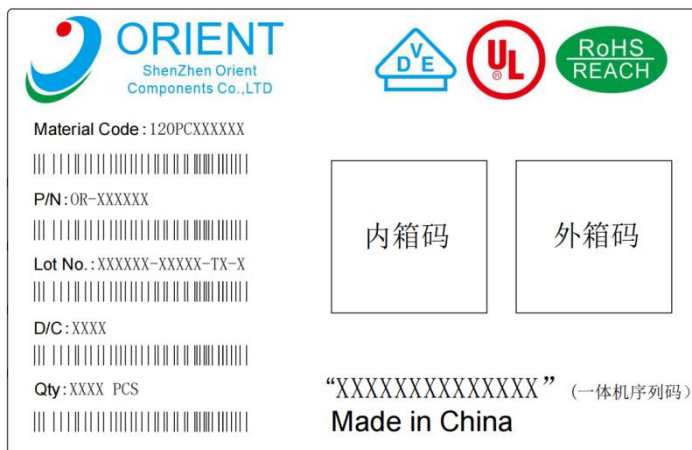 ORIENT
ShenZhen Orient
Components Co.,LTD
VDE
UL
RoHS
REACH
Material Code:120PCXXXXXX
P/N:OR-XXXXXX
Lot No.:XXXXXX-XXXXX-TX-X
D/C:XXXX
Qty:XXXX PCS
内箱码
外箱码
“XXXXXXXXXXXXXX” (一体机序列码)
Made in China